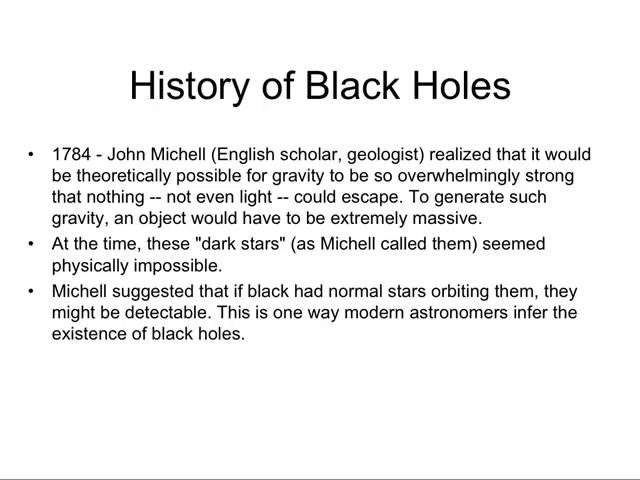 History of Black Holes
• 1784 - John Michell (English scholar, geologist) realized that it would
be theoretically possible for gravity to be so overwhelmingly strong
that nothing -- not even light -- could escape. To generate such
gravity, an object would have to be extremely massive.
• At the time, these "dark stars" (as Michell called them) seemed
physically impossible.
• Michell suggested that if black had normal stars orbiting them, they
might be detectable. This is one way modern astronomers infer the
existence of black holes.